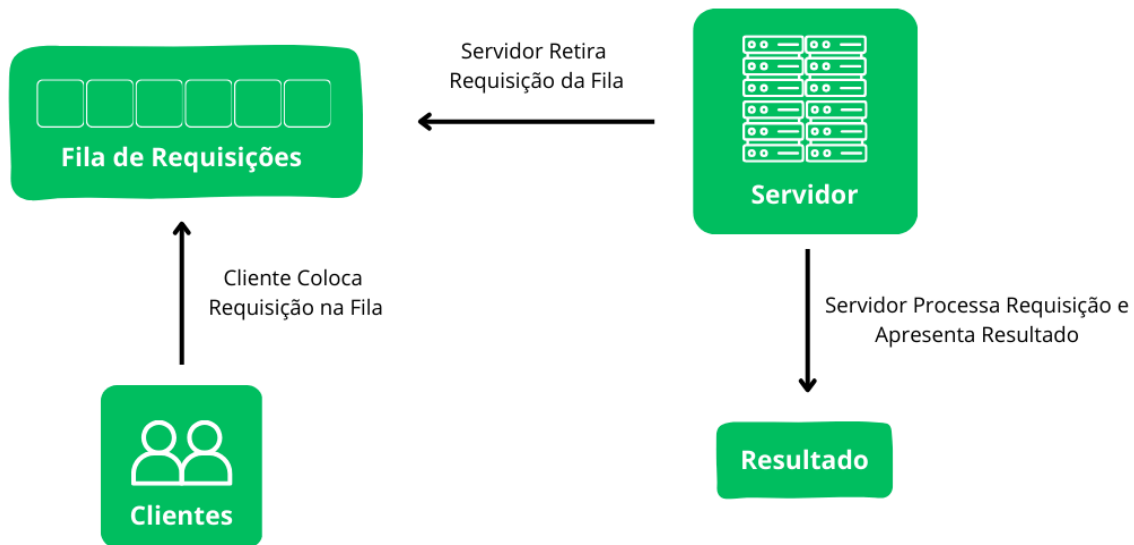 Servidor Retira
Requisição da Fila
Fila de Requisições
Servidor
Cliente Coloca
Requisição na Fila
Servidor Processa Requisição e
Apresenta Resultado
Clientes
Resultado